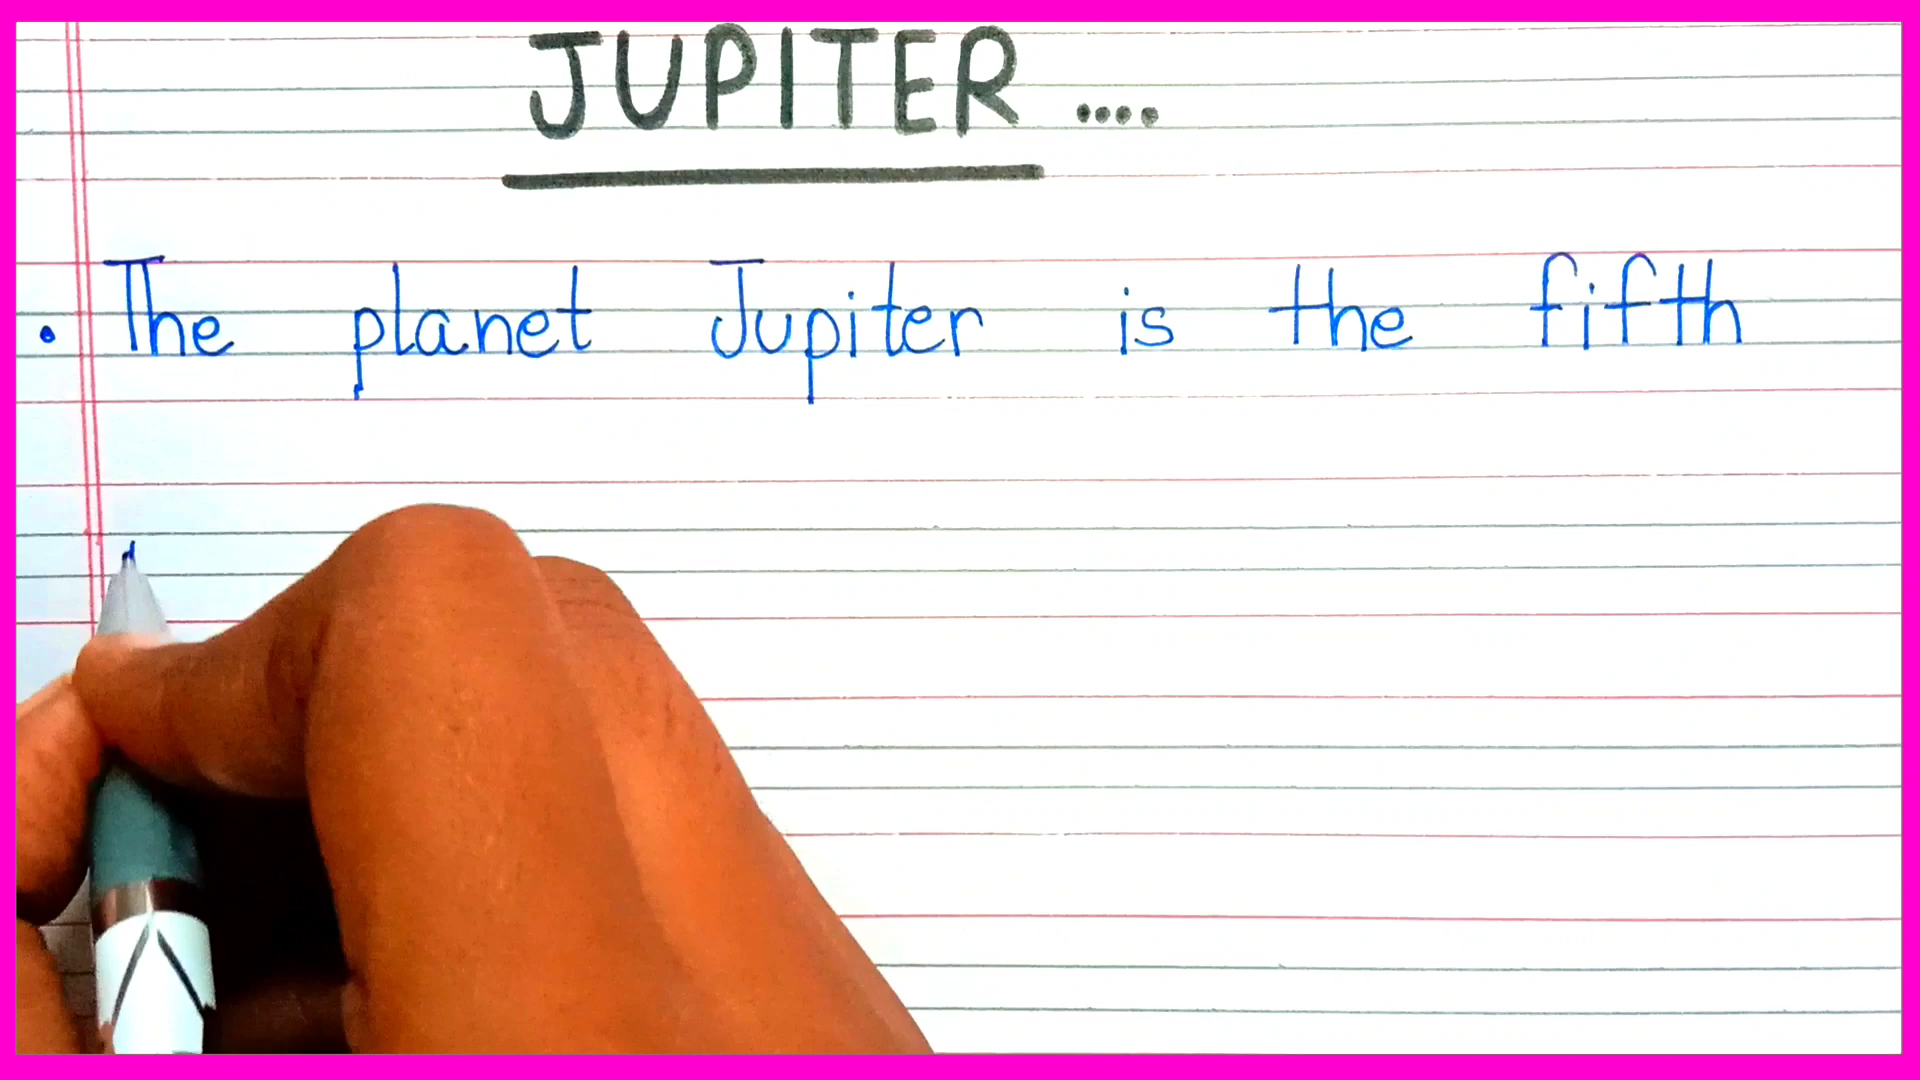 JUPITER ....
• The planet Jupiter is the fifth